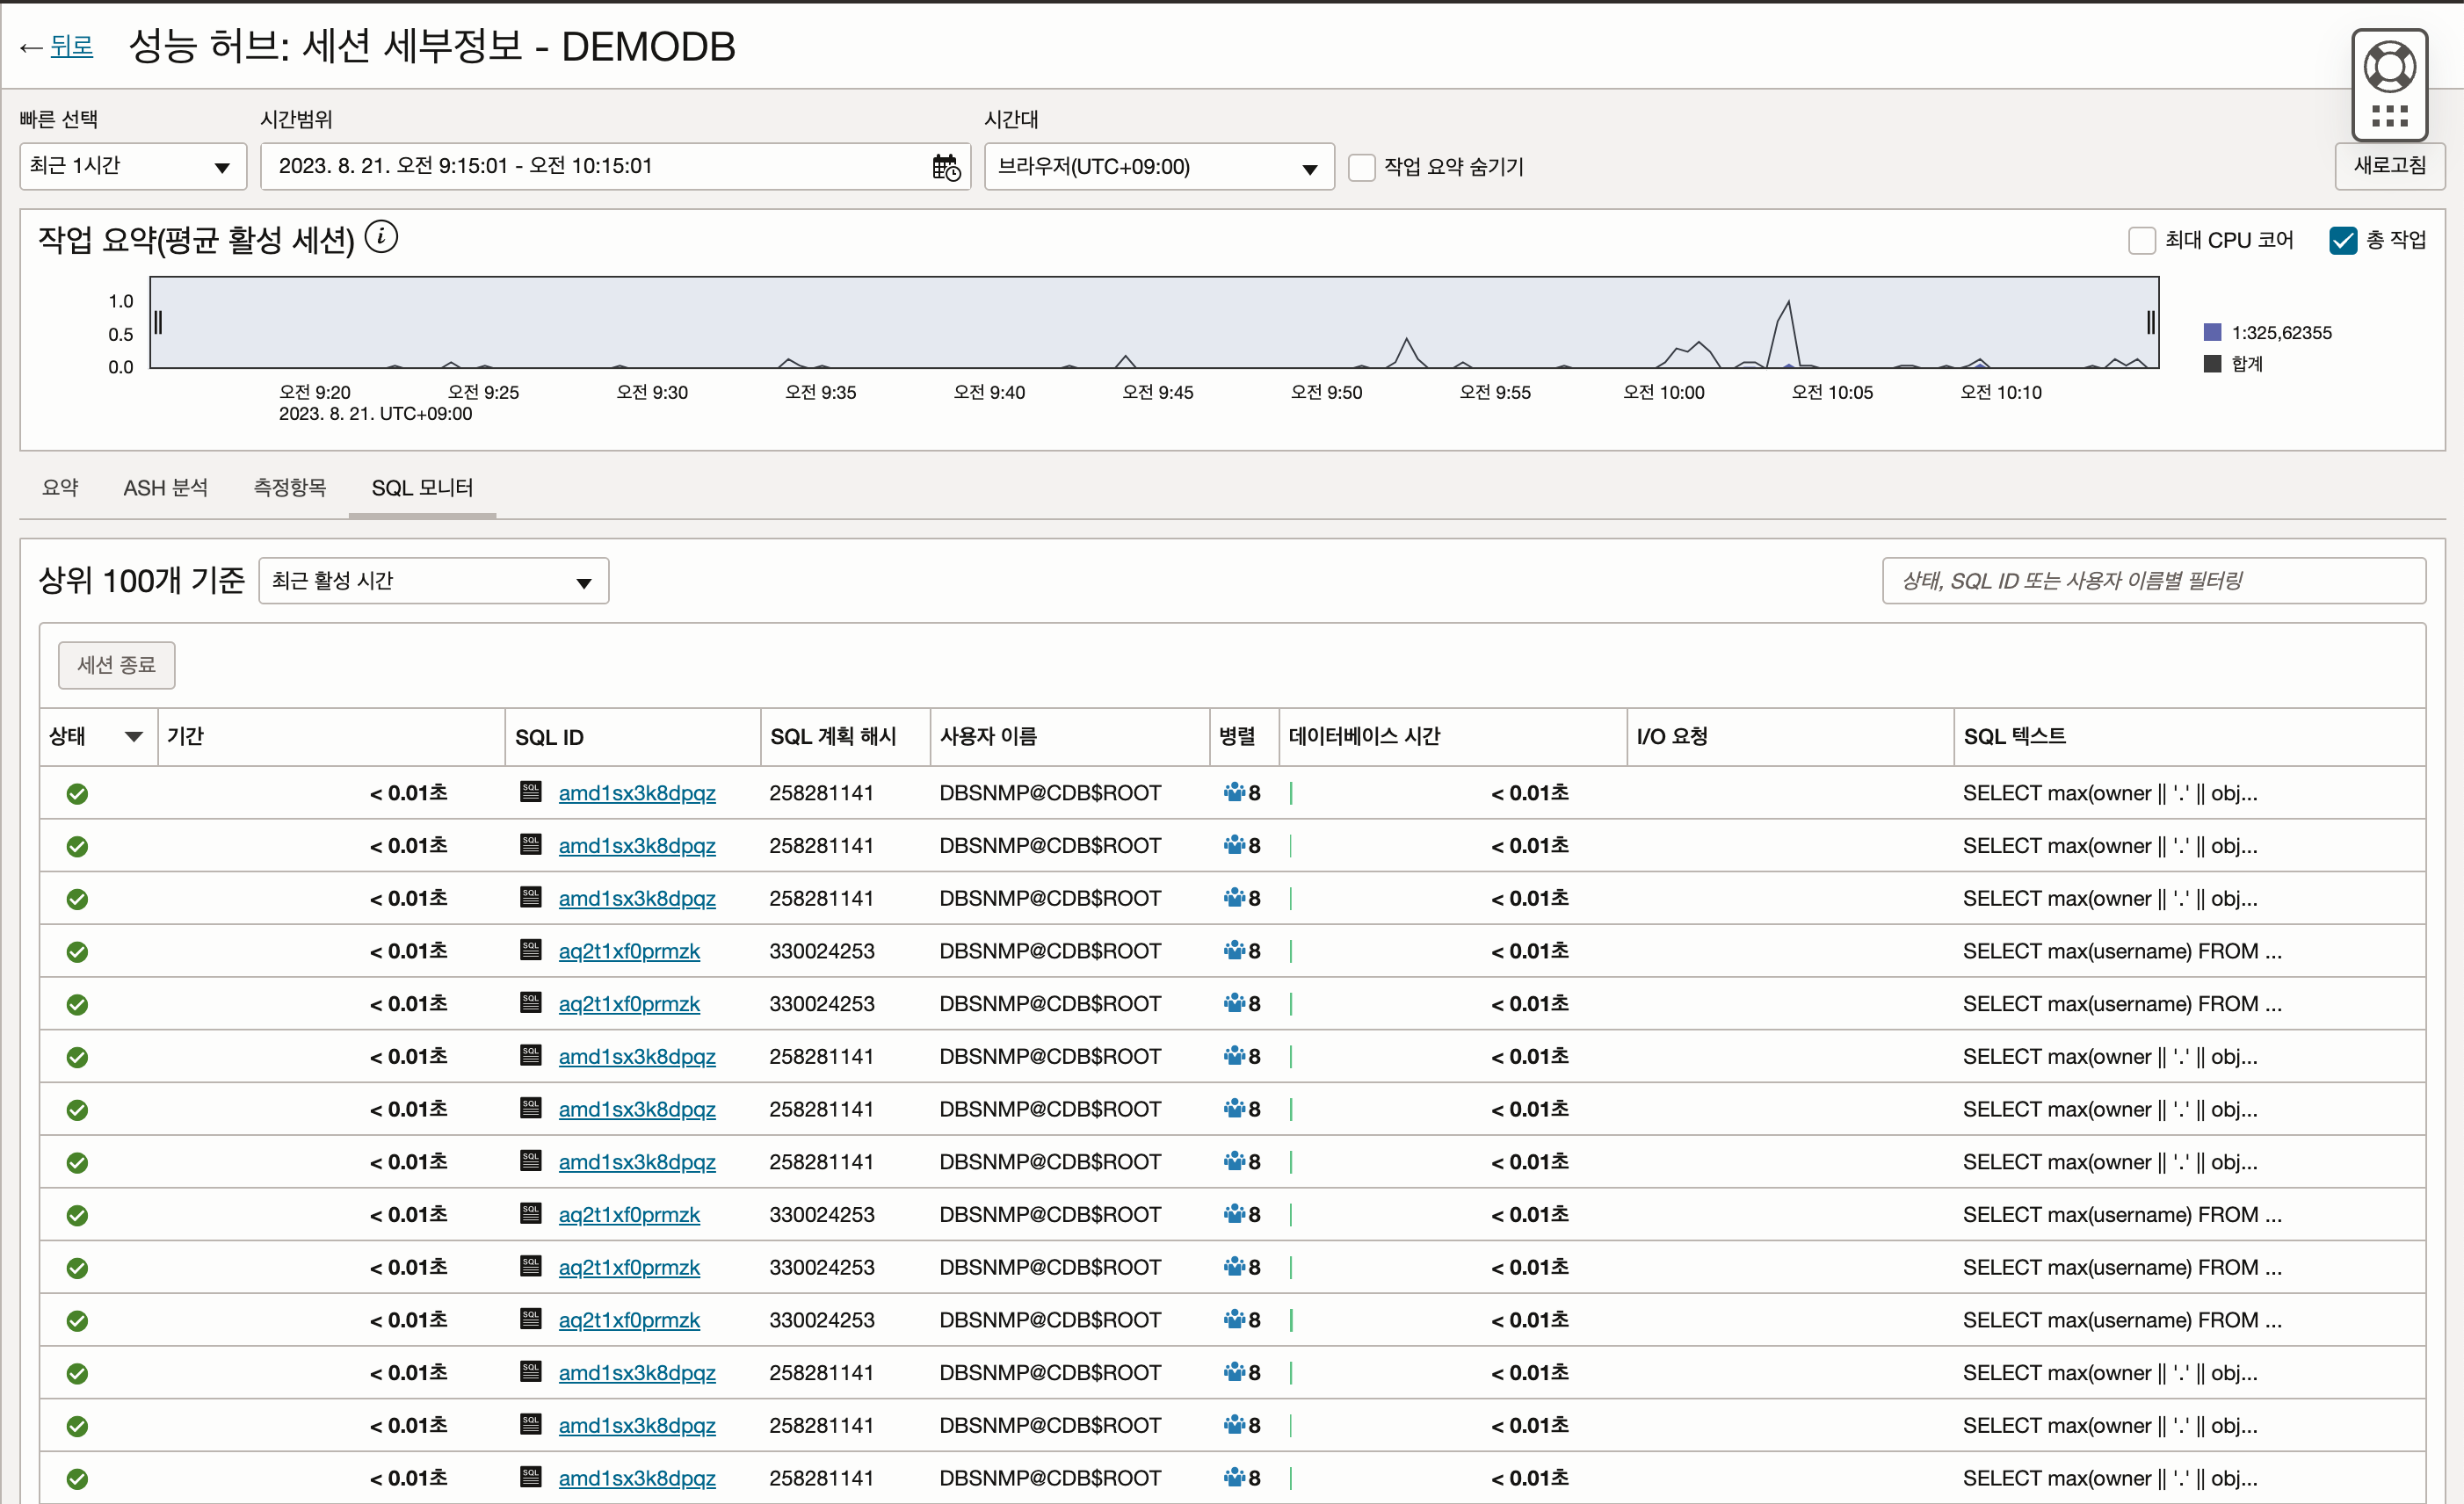 ← 뒤로 성능 허브: 세션 세부정보 - DEMODB
빠른 선택 시간범위 시간대
최근 1시간 2023. 8. 21. 오전 9:15:01 - 오전 10:15:01 브라우저(UTC+09:00) 작업 요약 숨기기 새로고침
작업 요약(평균 활성 세션) i 최대 CPU 코어 총 작업
1.0
0.5
0.0
1:325,62355
합계
오전 9:20 오전 9:25 오전 9:30 오전 9:35 오전 9:40 오전 9:45 오전 9:50 오전 9:55 오전 10:00 오전 10:05 오전 10:10
2023. 8. 21. UTC+09:00
요약 ASH 분석 측정항목 SQL 모니터
상위 100개 기준 최근 활성 시간 상태, SQL ID 또는 사용자 이름별 필터링
세션 종료
상태 기간 SQL ID SQL 계획 해시 사용자 이름 병렬 데이터베이스 시간 I/O 요청 SQL 텍스트
< 0.01초 SQL amd1sx3k8dpqz 258281141 DBSNMP@CDB$ROOT 8 < 0.01초 SELECT max(owner || '.' || obj...
< 0.01초 SQL amd1sx3k8dpqz 258281141 DBSNMP@CDB$ROOT 8 < 0.01초 SELECT max(owner || '.' || obj...
< 0.01초 SQL amd1sx3k8dpqz 258281141 DBSNMP@CDB$ROOT 8 < 0.01초 SELECT max(owner || '.' || obj...
< 0.01초 SQL aq2t1xf0prmzk 330024253 DBSNMP@CDB$ROOT 8 < 0.01초 SELECT max(username) FROM ...
< 0.01초 SQL aq2t1xf0prmzk 330024253 DBSNMP@CDB$ROOT 8 < 0.01초 SELECT max(username) FROM ...
< 0.01초 SQL amd1sx3k8dpqz 258281141 DBSNMP@CDB$ROOT 8 < 0.01초 SELECT max(owner || '.' || obj...
< 0.01초 SQL amd1sx3k8dpqz 258281141 DBSNMP@CDB$ROOT 8 < 0.01초 SELECT max(owner || '.' || obj...
< 0.01초 SQL amd1sx3k8dpqz 258281141 DBSNMP@CDB$ROOT 8 < 0.01초 SELECT max(owner || '.' || obj...
< 0.01초 SQL aq2t1xf0prmzk 330024253 DBSNMP@CDB$ROOT 8 < 0.01초 SELECT max(username) FROM ...
< 0.01초 SQL aq2t1xf0prmzk 330024253 DBSNMP@CDB$ROOT 8 < 0.01초 SELECT max(username) FROM ...
< 0.01초 SQL aq2t1xf0prmzk 330024253 DBSNMP@CDB$ROOT 8 < 0.01초 SELECT max(username) FROM ...
< 0.01초 SQL amd1sx3k8dpqz 258281141 DBSNMP@CDB$ROOT 8 < 0.01초 SELECT max(owner || '.' || obj...
< 0.01초 SQL amd1sx3k8dpqz 258281141 DBSNMP@CDB$ROOT 8 < 0.01초 SELECT max(owner || '.' || obj...
< 0.01초 SQL amd1sx3k8dpqz 258281141 DBSNMP@CDB$ROOT 8 < 0.01초 SELECT max(owner || '.' || obj...